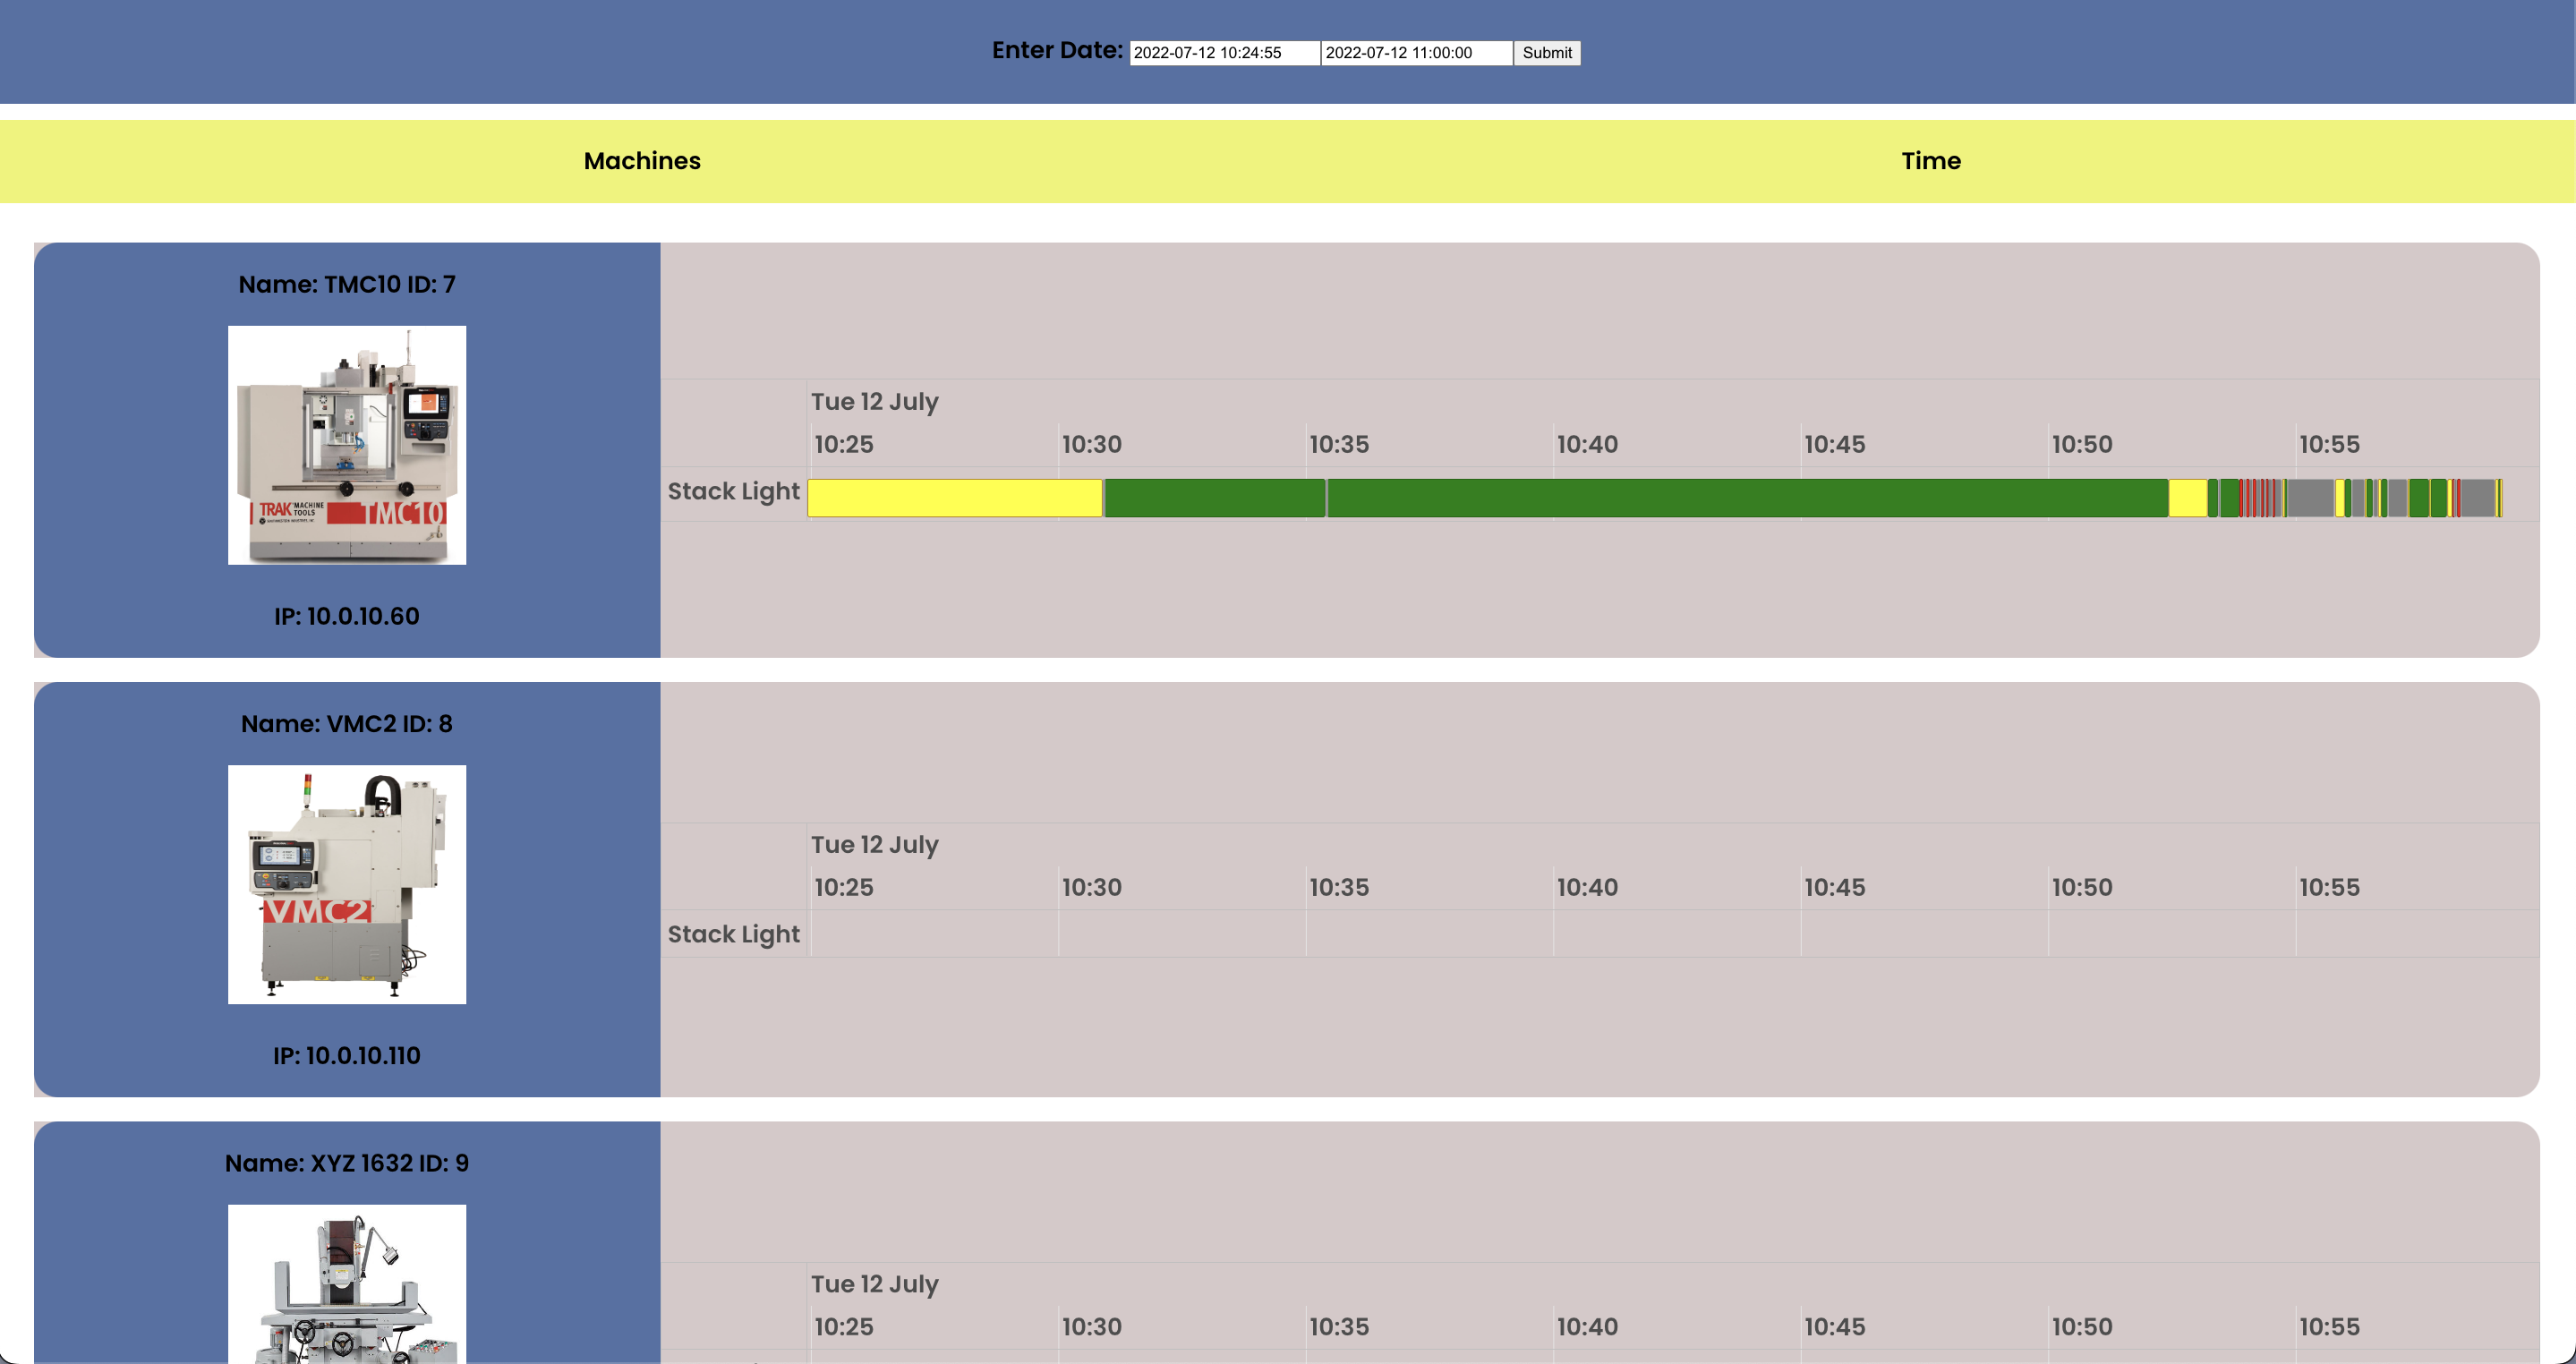 Enter Date: 2022-07-12 10:24:55 2022-07-12 11:00:00 Submit
Machines Time
Name: TMC10 ID: 7
TRAK MACHINE TOOLS
TMC10
IP: 10.0.10.60
Tue 12 July
10:25 10:30 10:35 10:40 10:45 10:50 10:55
Stack Light
Name: VMC2 ID: 8
VMC2
IP: 10.0.10.110
Tue 12 July
10:25 10:30 10:35 10:40 10:45 10:50 10:55
Stack Light
Name: XYZ 1632 ID: 9
Tue 12 July
10:25 10:30 10:35 10:40 10:45 10:50 10:55